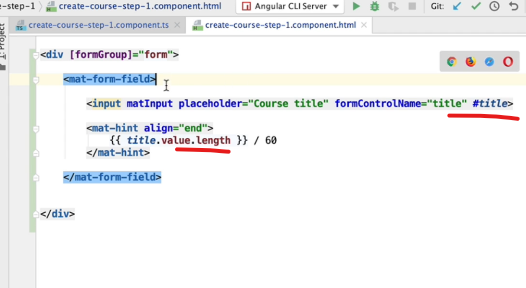 e-step-1 create-course-step-1.component.html Angular CLI Server Git:
create-course-step-1.component.ts create-course-step-1.component.html
1: Project
<div [formGroup]="form">
<mat-form-field>
<input matInput placeholder="Course title" formControlName="title" #title>
<mat-hint align="end">
{{ title.value.length }} / 60
</mat-hint>
</mat-form-field>
</div>